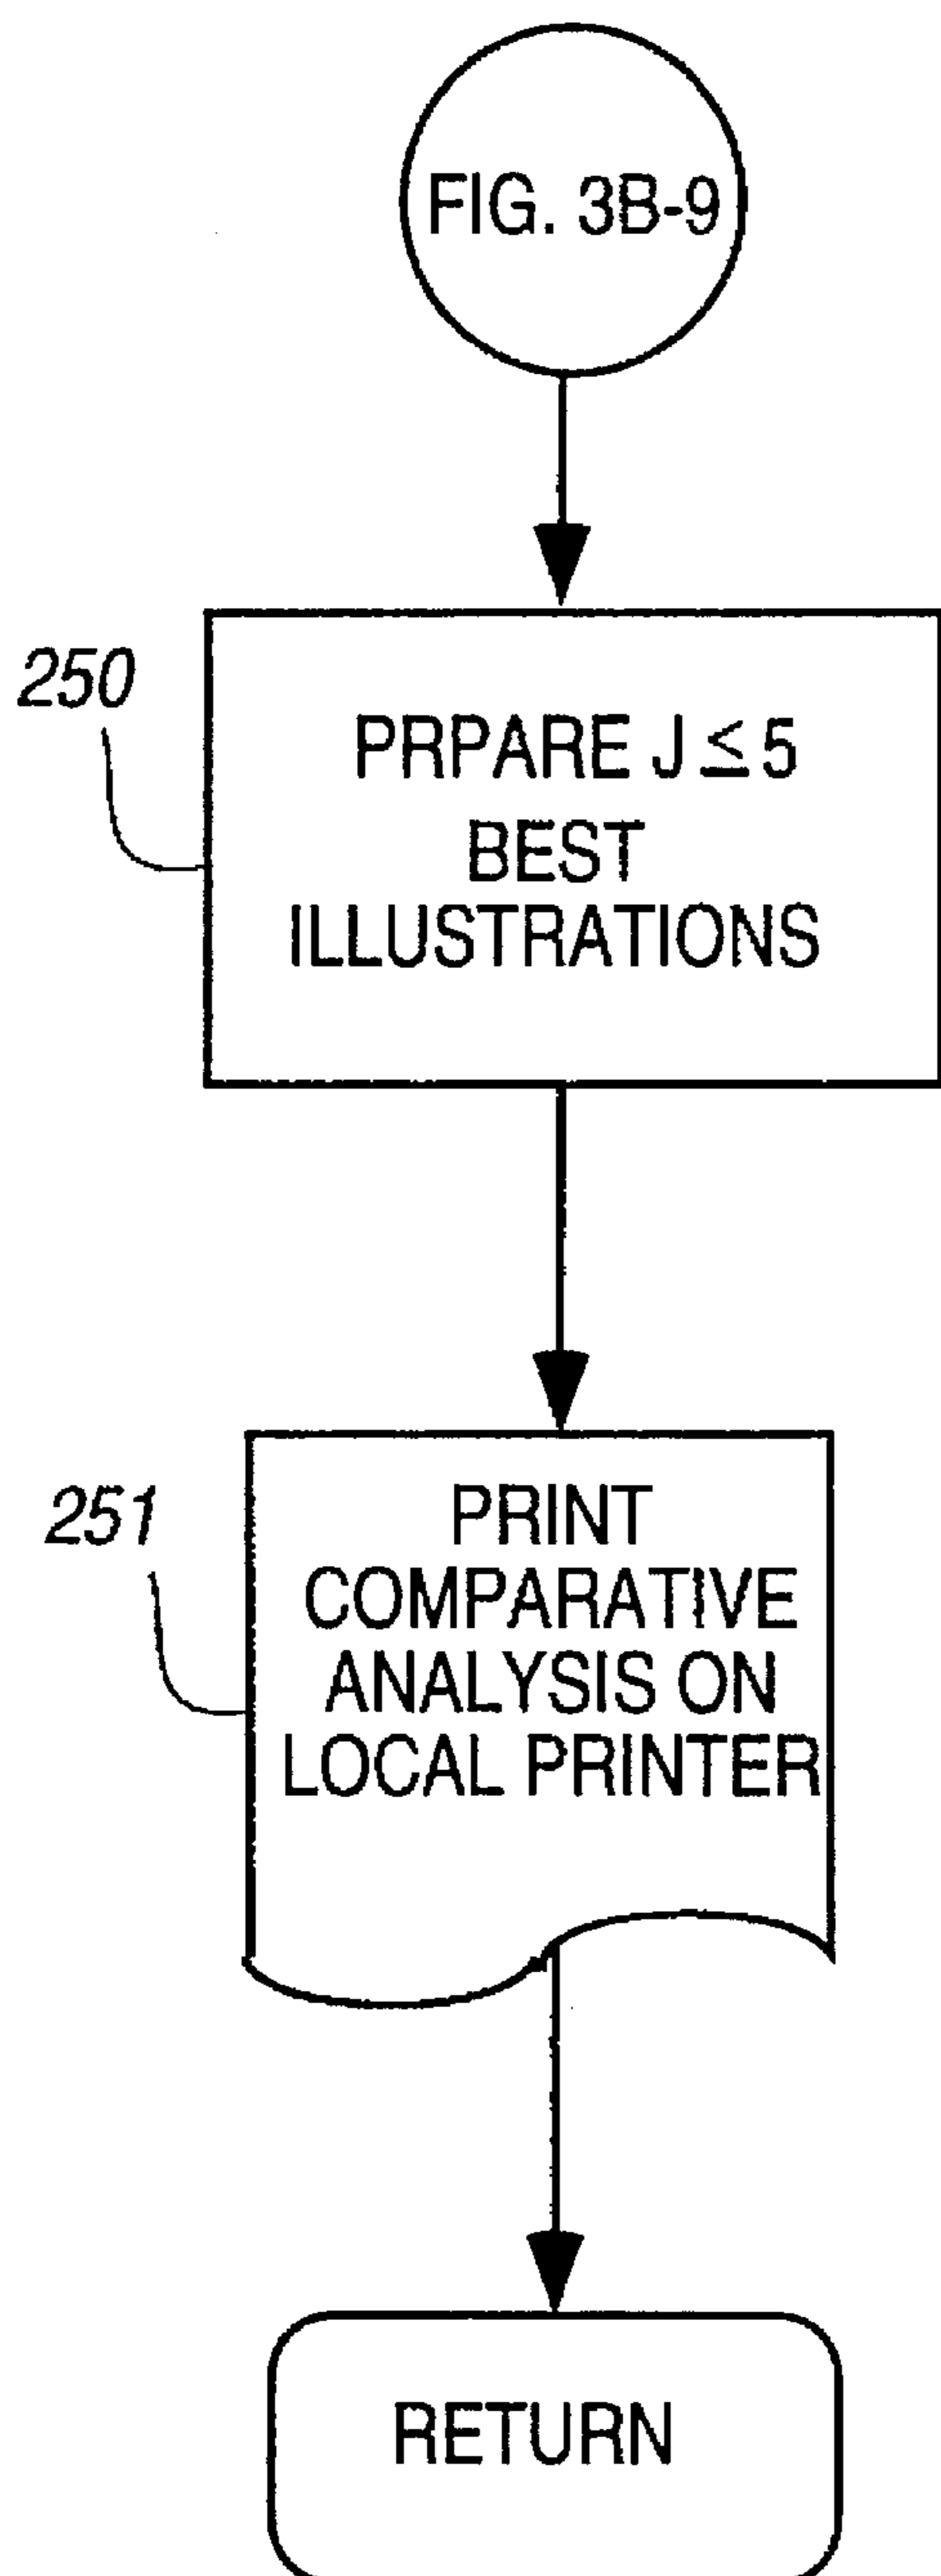 FIG. 3B-9
250
PRPARE J ≤ 5
BEST
ILLUSTRATIONS
251
PRINT
COMPARATIVE
ANALYSIS ON
LOCAL PRINTER
RETURN